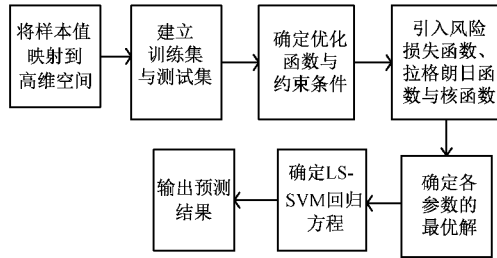 将样本值
映射到
高维空间
建立
训练集
与测试集
确定优化
函数与
约束条件
引入风险
损失函数、
拉格朗日函
数与核函数
确定各
参数的
最优解
确定LS-
SVM回归
方程
输出预测
结果